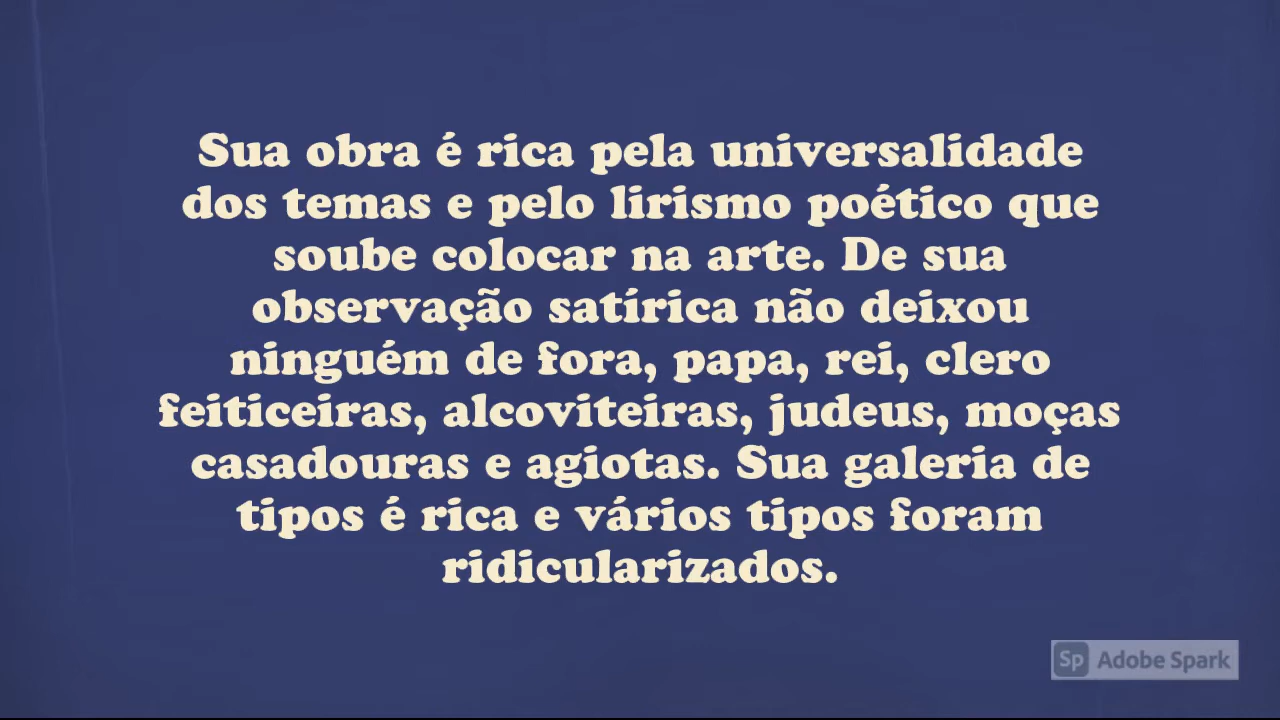 Sua obra é rica pela universalidade
dos temas e pelo lirismo poético que
soube colocar na arte. De sua
observação satírica não deixou
ninguém de fora, papa, rei, clero
feiticeiras, alcoviteiras, judeus, moças
casadouras e agiotas. Sua galeria de
tipos é rica e vários tipos foram
ridicularizados.
Sp Adobe Spark